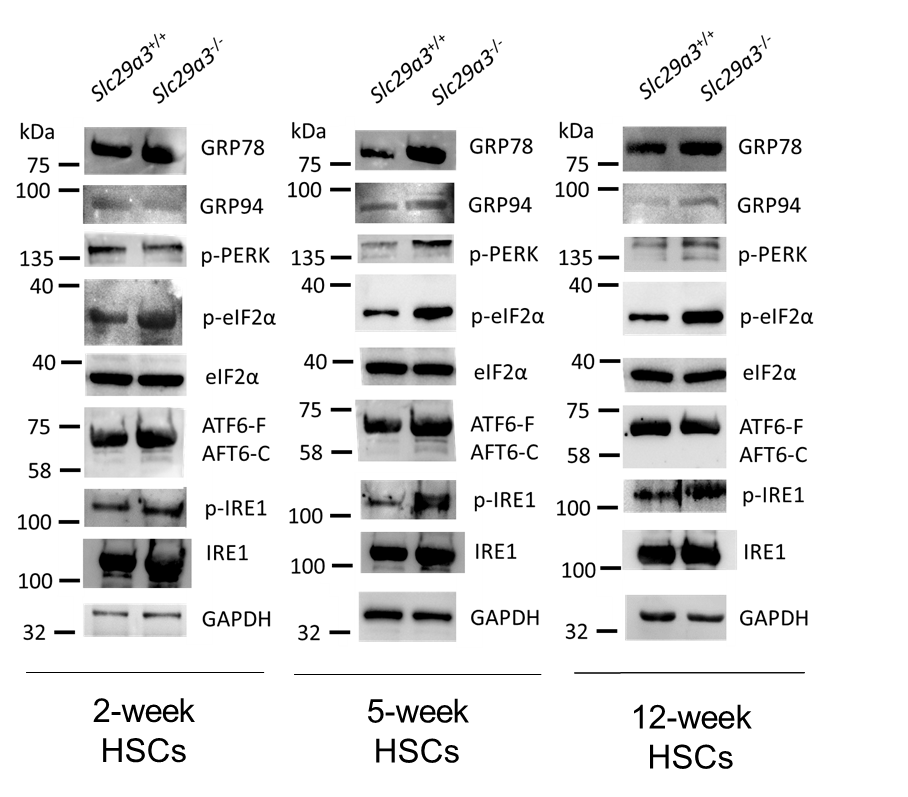 Slc29a3+/+
Slc29a3-/-
kDa
75
100
135
40
40
75
58
100
100
32
GRP78
GRP94
p-PERK
p-eIF2α
eIF2α
ATF6-F
AFT6-C
p-IRE1
IRE1
GAPDH
2-week
HSCs
Slc29a3+/+
Slc29a3-/-
kDa
75
100
135
40
40
75
58
100
100
32
GRP78
GRP94
p-PERK
p-eIF2α
eIF2α
ATF6-F
AFT6-C
p-IRE1
IRE1
GAPDH
5-week
HSCs
Slc29a3+/+
Slc29a3-/-
kDa
75
100
135
40
40
75
58
100
100
32
GRP78
GRP94
p-PERK
p-eIF2α
eIF2α
ATF6-F
AFT6-C
p-IRE1
IRE1
GAPDH
12-week
HSCs